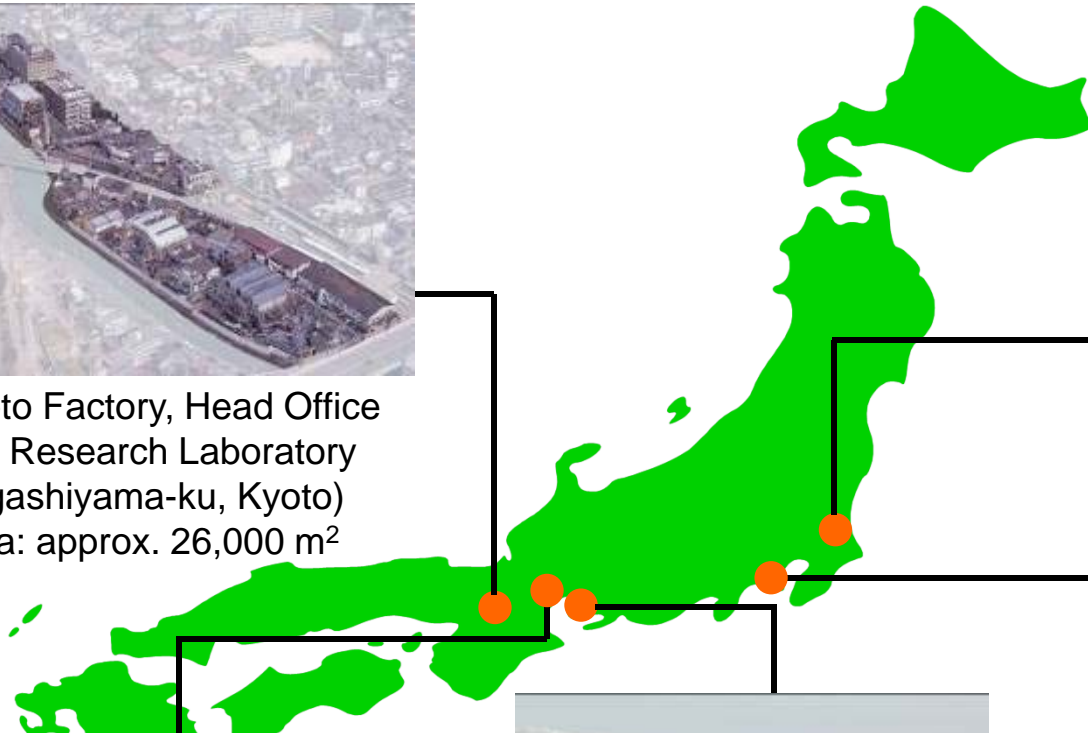 to Factory, Head Office
Research Laboratory
gashiyama-ku, Kyoto)
a: approx. 26,000 m²